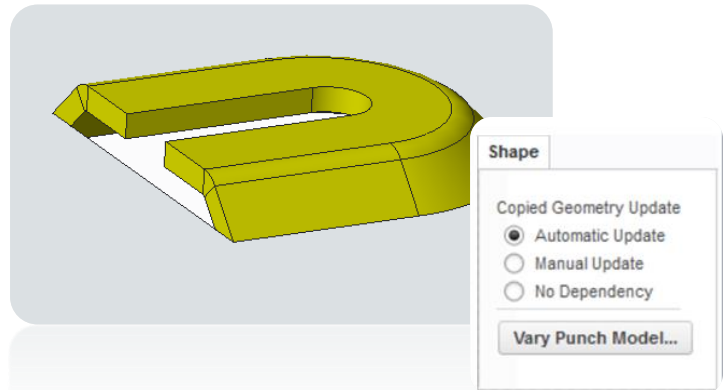 Shape
Copied Geometry Update
Automatic Update
Manual Update
No Dependency
Vary Punch Model...